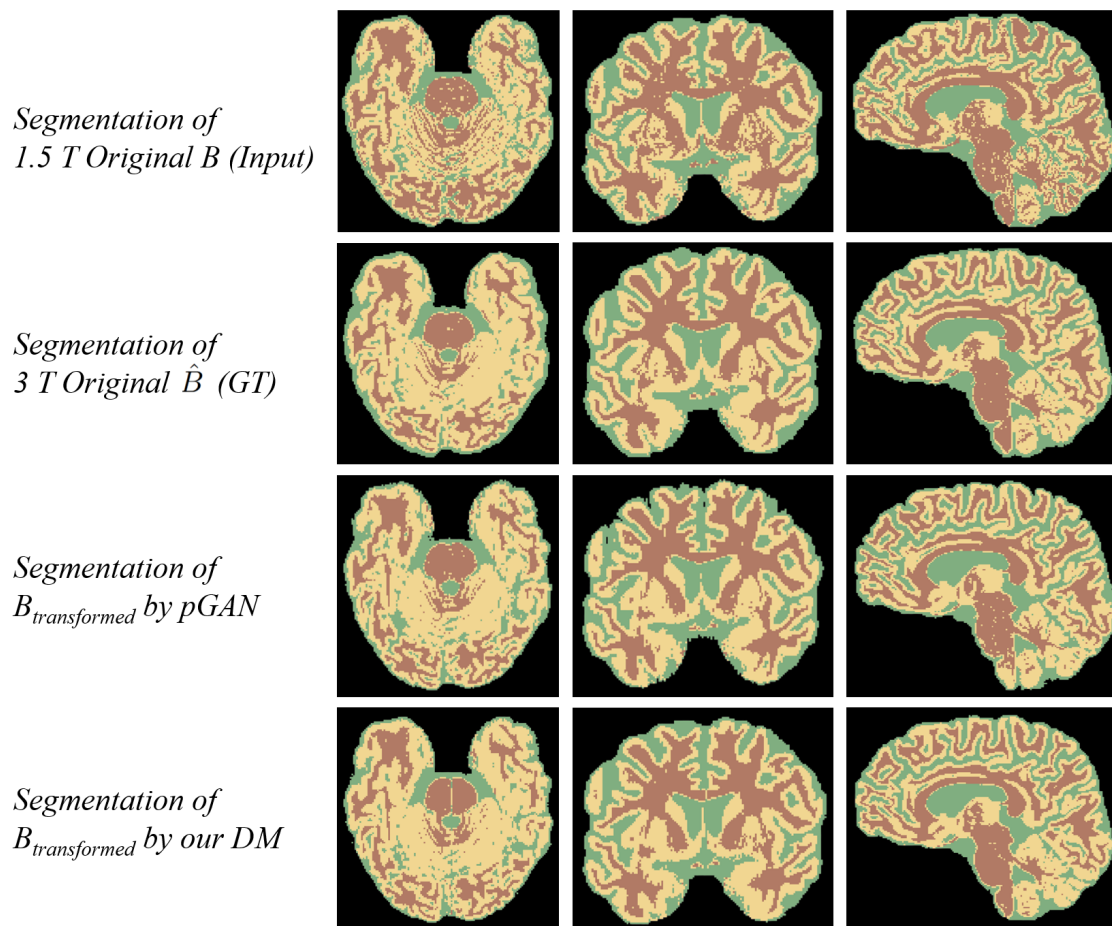 Segmentation of
1.5 T Original B (Input)
Segmentation of
3 T Original B̂ (GT)
Segmentation of
Btransformed by pGAN
Segmentation of
Btransformed by our DM